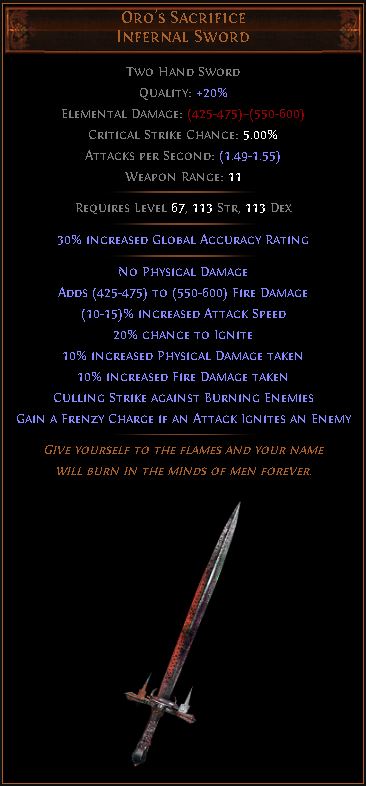 Oro's Sacrifice
Infernal Sword
Two Hand Sword
Quality: +20%
Elemental Damage: (425-475)–(550-600)
Critical Strike Chance: 5.00%
Attacks per Second: (1.49-1.55)
Weapon Range: 11
Requires Level 67, 113 Str, 113 Dex
30% increased Global Accuracy Rating
No Physical Damage
Adds (425-475) to (550-600) Fire Damage
(10-15)% increased Attack Speed
20% chance to Ignite
10% increased Physical Damage taken
10% increased Fire Damage taken
Culling Strike against Burning Enemies
Gain a Frenzy Charge if an Attack Ignites an Enemy
Give yourself to the flames and your name
will burn in the minds of men forever.